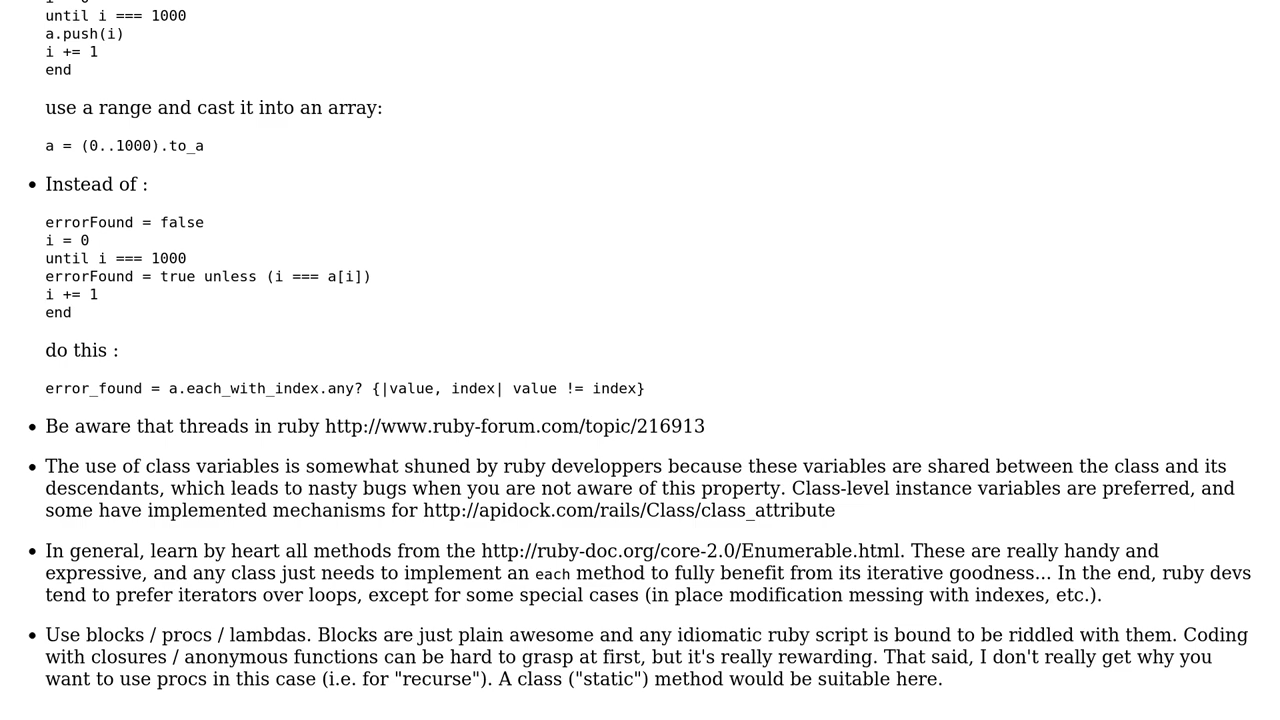 until i === 1000
a.push(i)
i += 1
end
use a range and cast it into an array:
a = (0..1000).to_a
• Instead of :
errorFound = false
i = 0
until i === 1000
errorFound = true unless (i === a[i])
i += 1
end
do this :
error_found = a.each_with_index.any? {|value, index| value != index}
• Be aware that threads in ruby http://www.ruby-forum.com/topic/216913
• The use of class variables is somewhat shuned by ruby developpers because these variables are shared between the class and its
descendants, which leads to nasty bugs when you are not aware of this property. Class-level instance variables are preferred, and
some have implemented mechanisms for http://apidock.com/rails/Class/class_attribute
• In general, learn by heart all methods from the http://ruby-doc.org/core-2.0/Enumerable.html. These are really handy and
expressive, and any class just needs to implement an each method to fully benefit from its iterative goodness... In the end, ruby devs
tend to prefer iterators over loops, except for some special cases (in place modification messing with indexes, etc.).
• Use blocks / procs / lambdas. Blocks are just plain awesome and any idiomatic ruby script is bound to be riddled with them. Coding
with closures / anonymous functions can be hard to grasp at first, but it's really rewarding. That said, I don't really get why you
want to use procs in this case (i.e. for "recurse"). A class ("static") method would be suitable here.